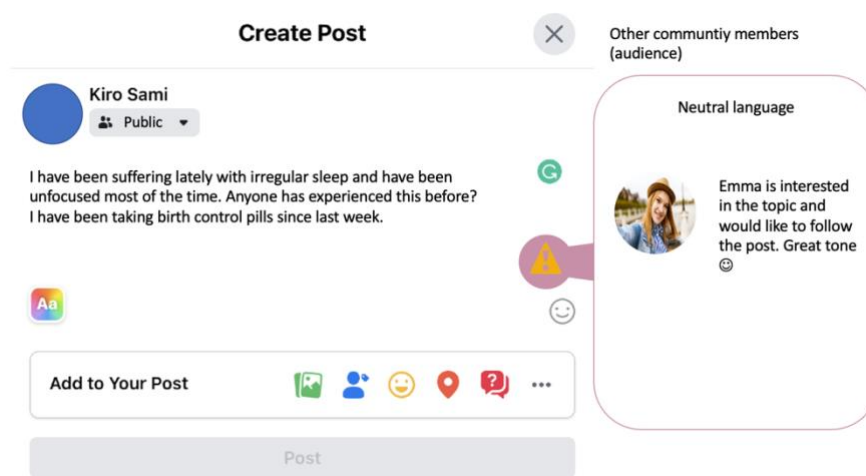 Create Post
Kiro Sami
Public
I have been suffering lately with irregular sleep and have been
unfocused most of the time. Anyone has experienced this before?
I have been taking birth control pills since last week.
Aa
Add to Your Post
Post
Other communtiy members
(audience)
Neutral language
Emma is interested
in the topic and
would like to follow
the post. Great tone
☺